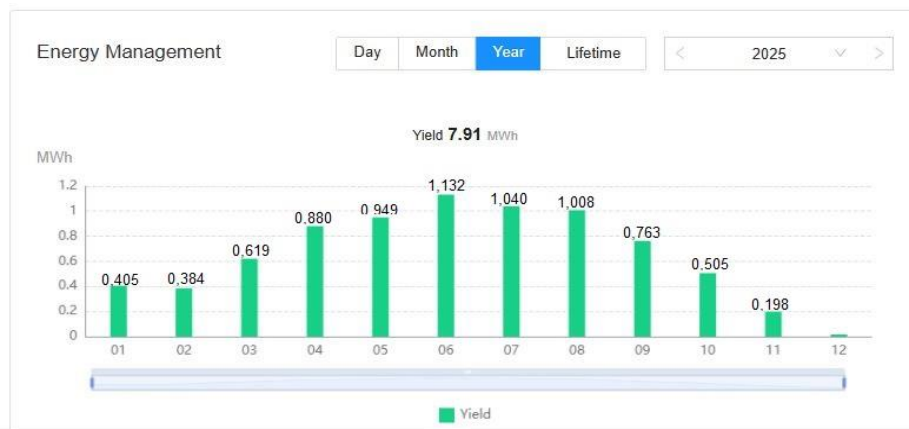 Energy Management
Day Month Year Lifetime
< 2025 >
Yield 7.91 MWh
MWh
1.2
1
0.8
0.6
0.4
0.2
0
0,405 0,384 0,619 0,880 0,949 1,132 1,040 1,008 0,763 0,505 0,198
01 02 03 04 05 06 07 08 09 10 11 12
Yield